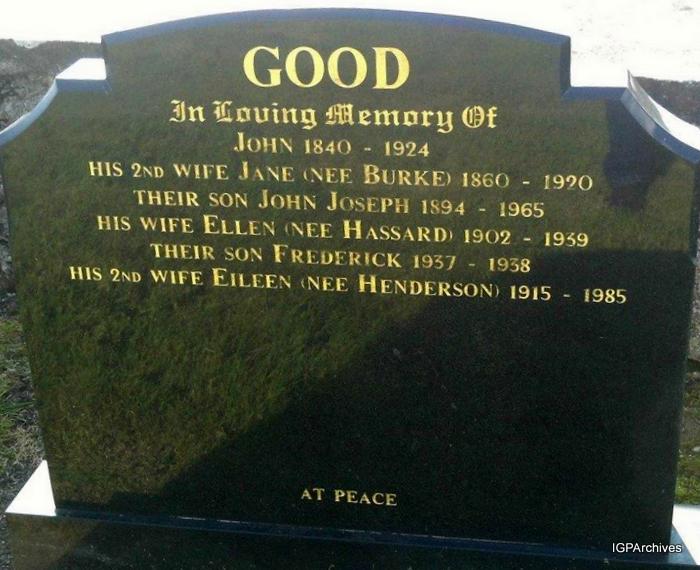 GOOD
In Loving Memory Of
JOHN 1840 - 1924
HIS 2ND WIFE JANE (NEE BURKE) 1860 - 1920
THEIR SON JOHN JOSEPH 1894 - 1965
HIS WIFE ELLEN (NEE HASSARD) 1902 - 1939
THEIR SON FREDERICK 1937 - 1938
HIS 2ND WIFE EILEEN (NEE HENDERSON) 1915 - 1985
AT PEACE
IGPArchives